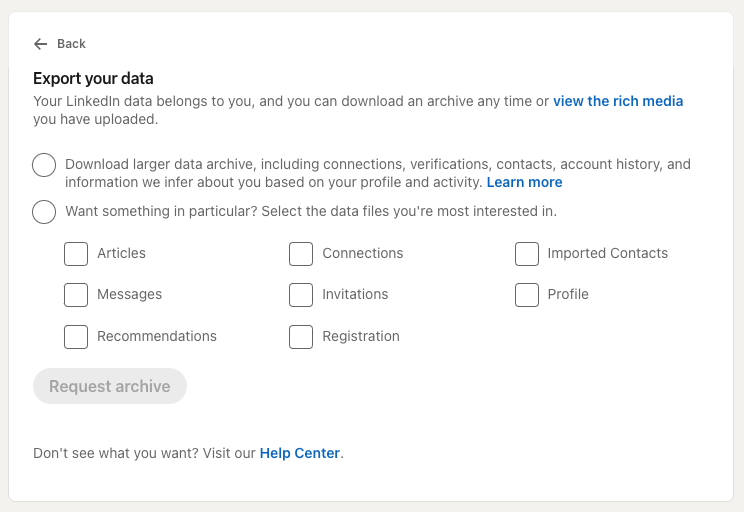 Back
Export your data
Your LinkedIn data belongs to you, and you can download an archive any time or view the rich media
you have uploaded.
Download larger data archive, including connections, verifications, contacts, account history, and
information we infer about you based on your profile and activity. Learn more
Want something in particular? Select the data files you're most interested in.
Articles Connections Imported Contacts
Messages Invitations Profile
Recommendations Registration
Request archive
Don't see what you want? Visit our Help Center.